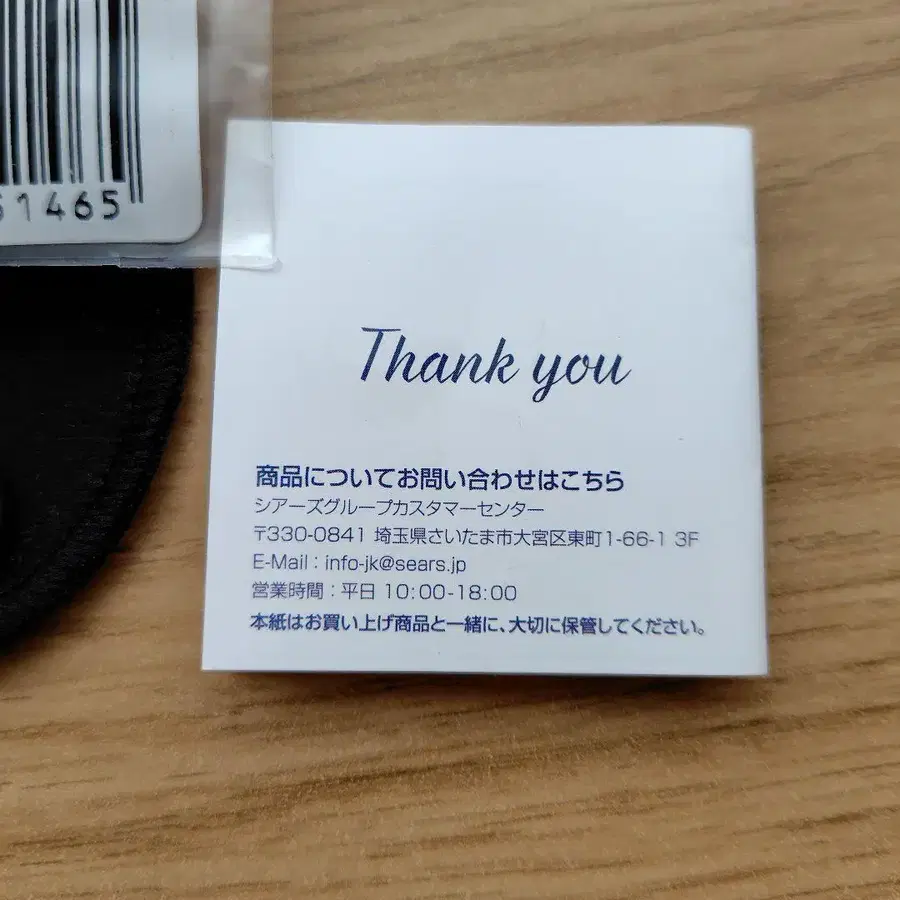 51465
Thank you
商品についてお問い合わせはこちら
シアーズグループカスタマーセンター
〒330-0841 埼玉県さいたま市大宮区東町1-66-1 3F
E-Mail : info-jk@sears.jp
営業時間 : 平日 10:00-18:00
本紙はお買い上げ商品と一緒に、大切に保管してください。